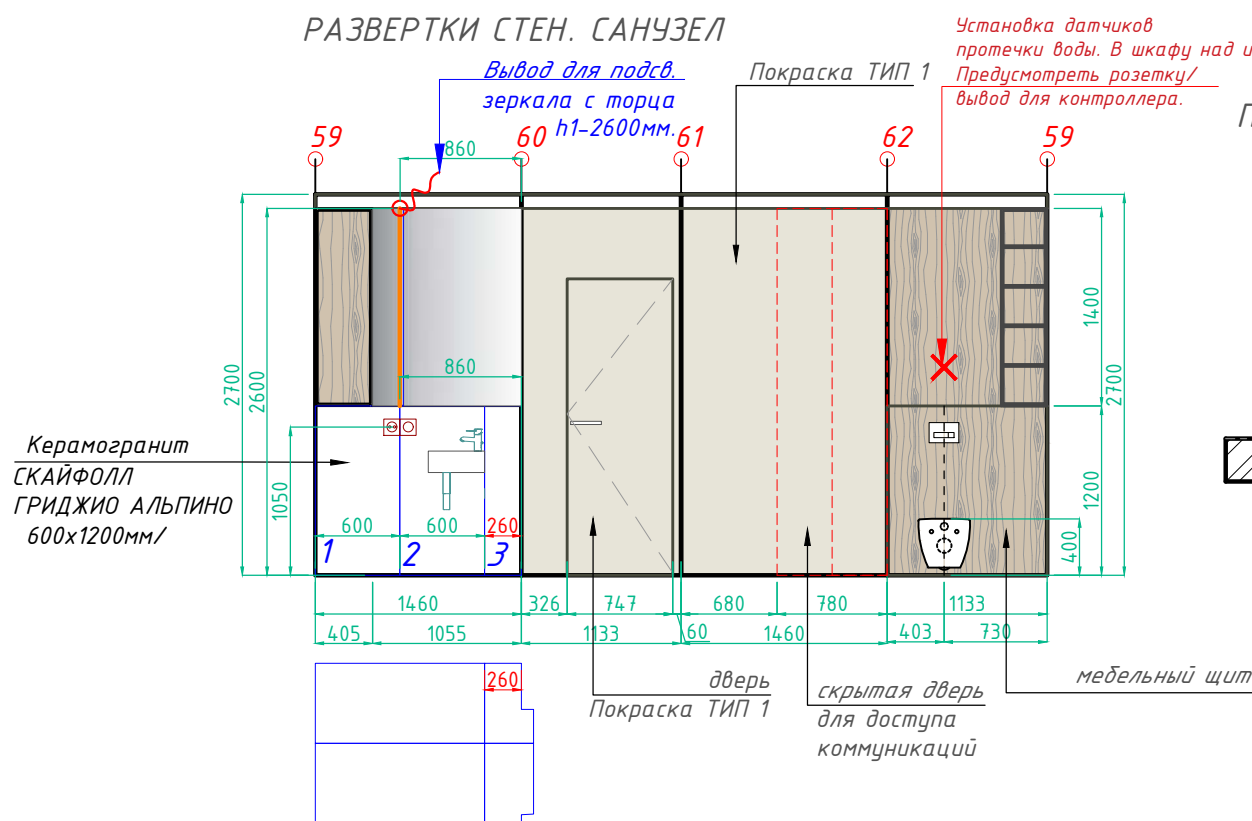 РАЗВЕРТКИ СТЕН. САНУЗЕЛ
Установка датчиков
протечки воды. В шкафу над и
Предусмотреть розетку/
вывод для контроллера.
Вывод для подсв.
зеркала с торца
h1-2600мм.
Покраска ТИП 1
П
59
60
61
62
59
860
860
2700
2600
1050
1400
2700
1200
400
Керамогранит
СКАЙФОЛЛ
ГРИДЖИО АЛЬПИНО
600х1200мм/
600
600
260
1
2
3
1460
326
747
680
780
1133
405
1055
1133
60
1460
403
730
260
дверь
Покраска ТИП 1
скрытая дверь
для доступа
коммуникаций
мебельный щит